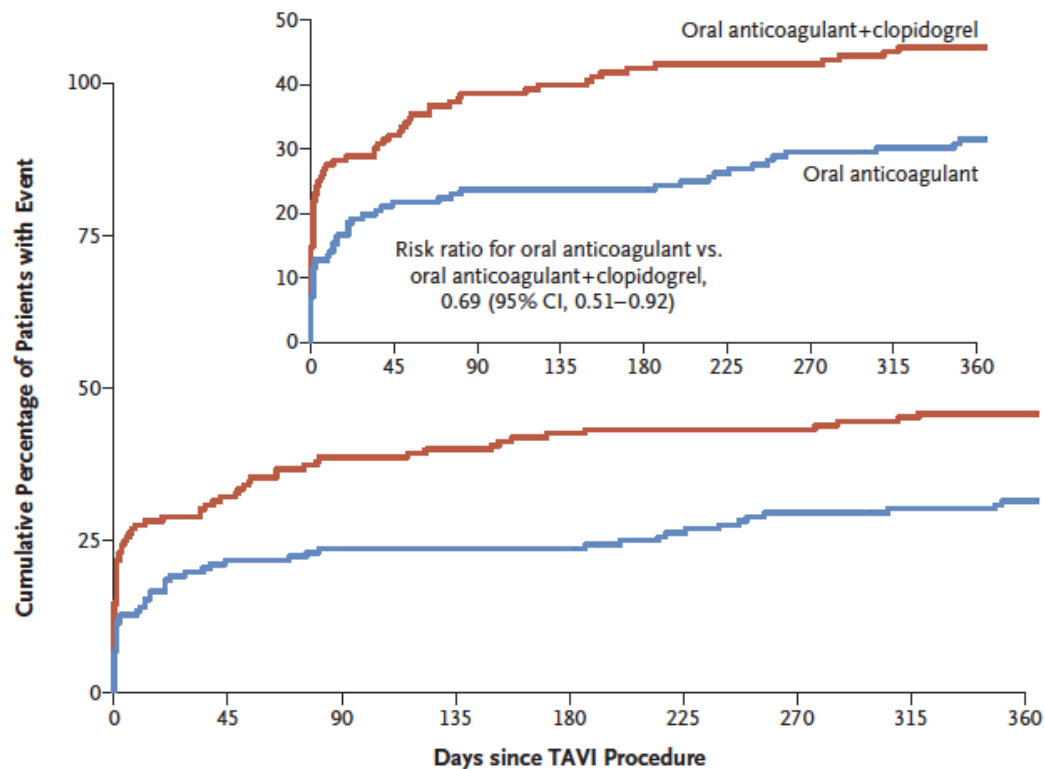 50
Oral anticoagulant+clopidogrel
40
30
Oral anticoagulant
20
Risk ratio for oral anticoagulant vs.
oral anticoagulant+clopidogrel,
0.69 (95% CI, 0.51–0.92)
10
0
0 45 90 135 180 225 270 315 360
Cumulative Percentage of Patients with Event
100
75
50
25
0
0 45 90 135 180 225 270 315 360
Days since TAVI Procedure